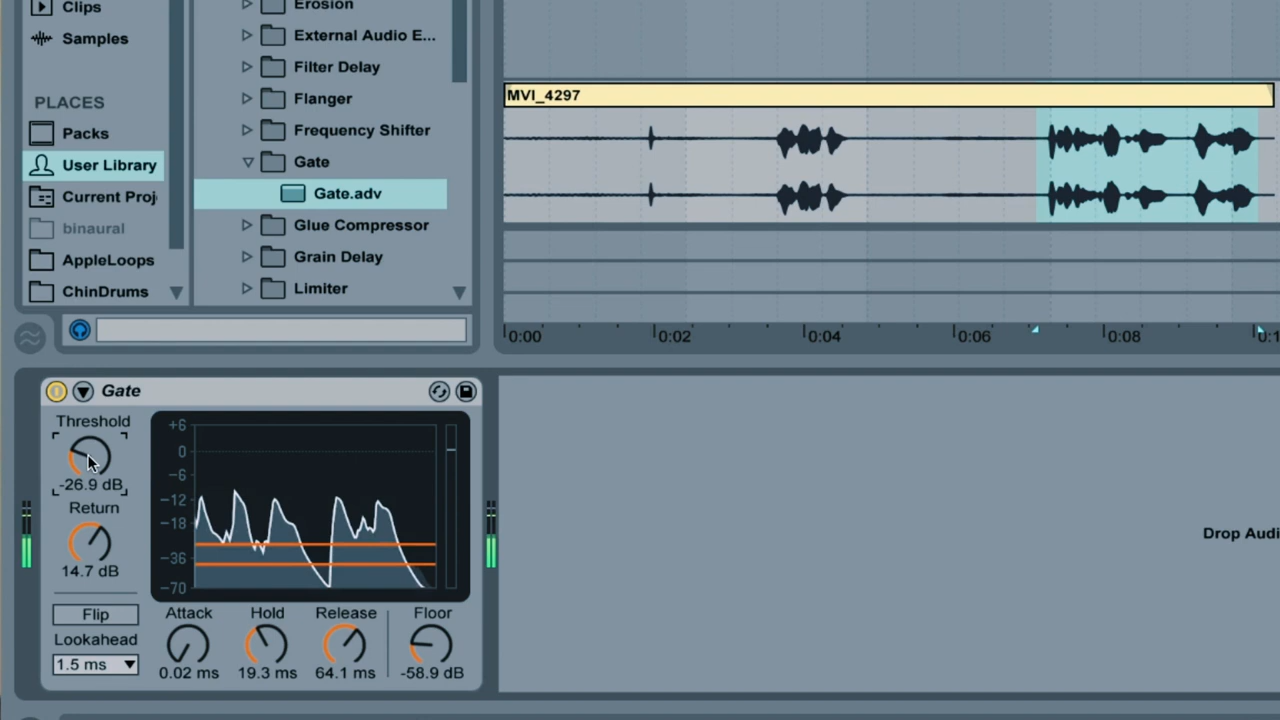 Clips
Samples
PLACES
Packs
User Library
Current Proj
binaural
AppleLoops
ChinDrums
Erosion
External Audio E...
Filter Delay
Flanger
Frequency Shifter
Gate
Gate.adv
Glue Compressor
Grain Delay
Limiter
MVI_4297
0:00
0:02
0:04
0:06
0:08
0:1
Gate
Threshold
-26.9 dB
Return
14.7 dB
Flip
Lookahead
1.5 ms
+6
0
-6
-12
-18
-36
-70
Attack
0.02 ms
Hold
19.3 ms
Release
64.1 ms
Floor
-58.9 dB
Drop Audi